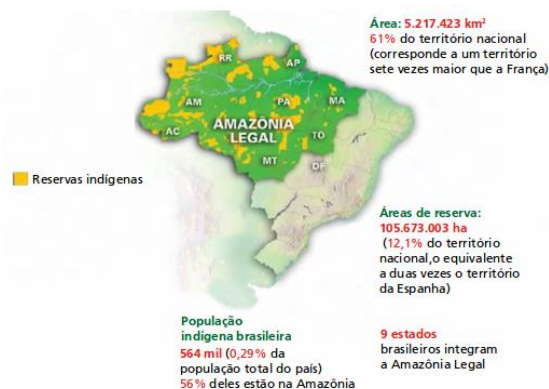 Área: 5.217.423 km²
61% do território nacional
(corresponde a um território
sete vezes maior que a França)
RR
AP
AM
PA
MA
AMAZÔNIA
LEGAL
AC
TO
MT
DF
Reservas indígenas
Áreas de reserva:
105.673.003 ha
(12,1% do território
nacional,o equivalente
a duas vezes o território
da Espanha)
População
indígena brasileira
564 mil (0,29% da
população total do país)
56% deles estão na Amazônia
9 estados
brasileiros integram
a Amazônia Legal